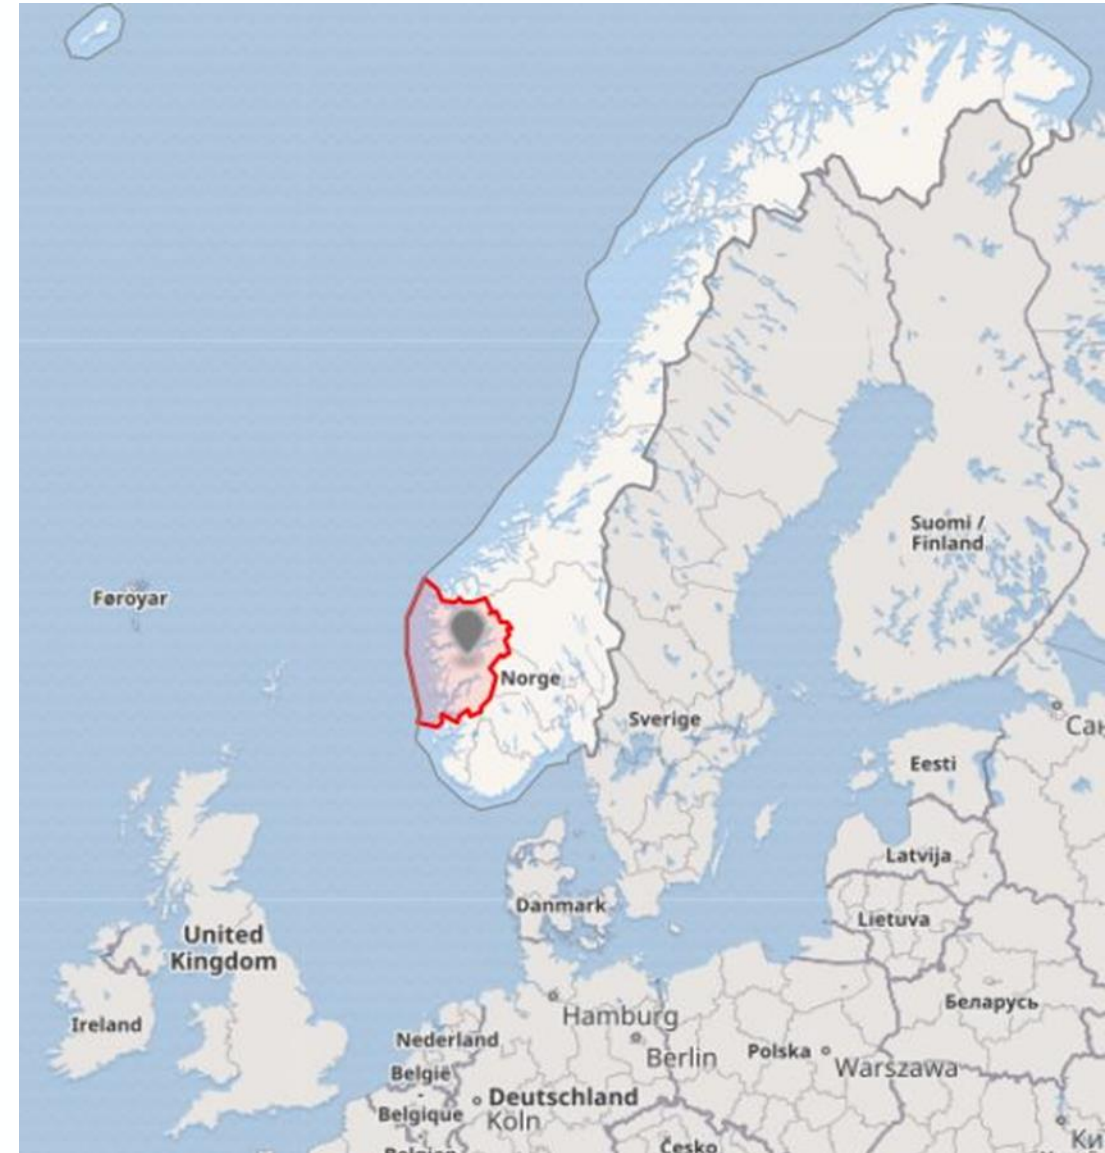 Føroyar
Suomi /
Finland
Norge
Sverige
Eesti
Latvija
Lietuva
Danmark
United
Kingdom
Ireland
Беларусь
Hamburg
Nederland
Berlin
Polska
Warszawa
België
-
Belgique
Deutschland
Köln
Česko